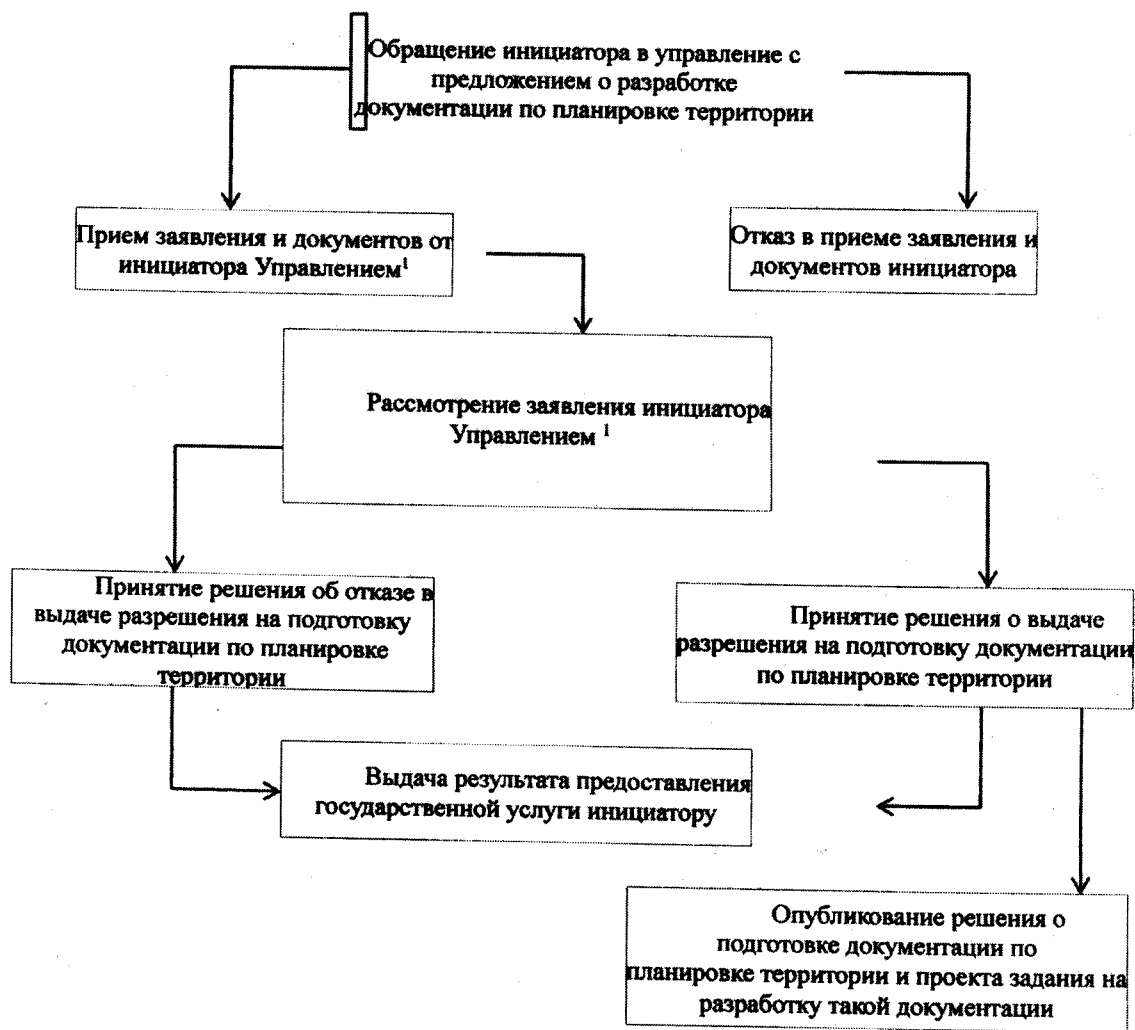 Обращение инициатора в управление с
предложением о разработке
документации по планировке территории
Прием заявления и документов от
инициатора Управлением¹
Отказ в приеме заявления и
документов инициатора
Рассмотрение заявления инициатора
Управлением ¹
Принятие решения об отказе в
выдаче разрешения на подготовку
документации по планировке
территории
Принятие решения о выдаче
разрешения на подготовку документации
по планировке территории
Выдача результата предоставления
государственной услуги инициатору
Опубликование решения о
подготовке документации по
планировке территории и проекта задания на
разработку такой документации